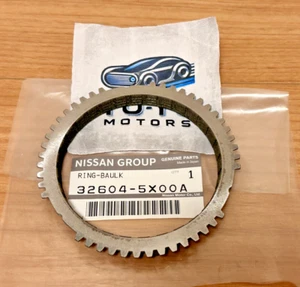 MOTORS
NISSAN GROUP GENUINE PARTS
RING-BAULK 1
32604-5X00A